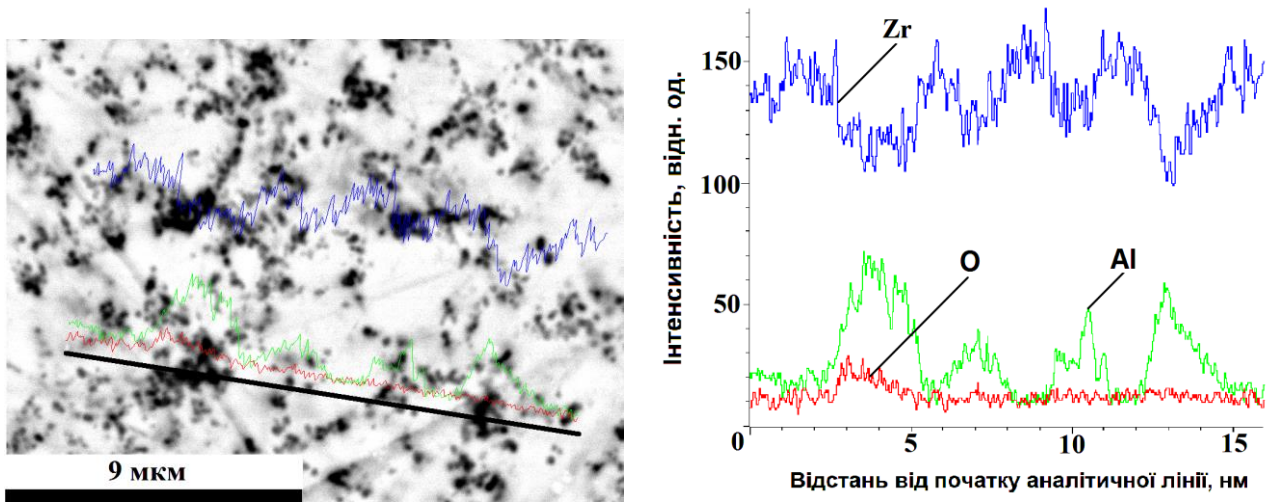 9 мкм
Інтенсивність, відн. од.
150
100
50
0
Zr
O
Al
5
10
15
Відстань від початку аналітичної лінії, нм